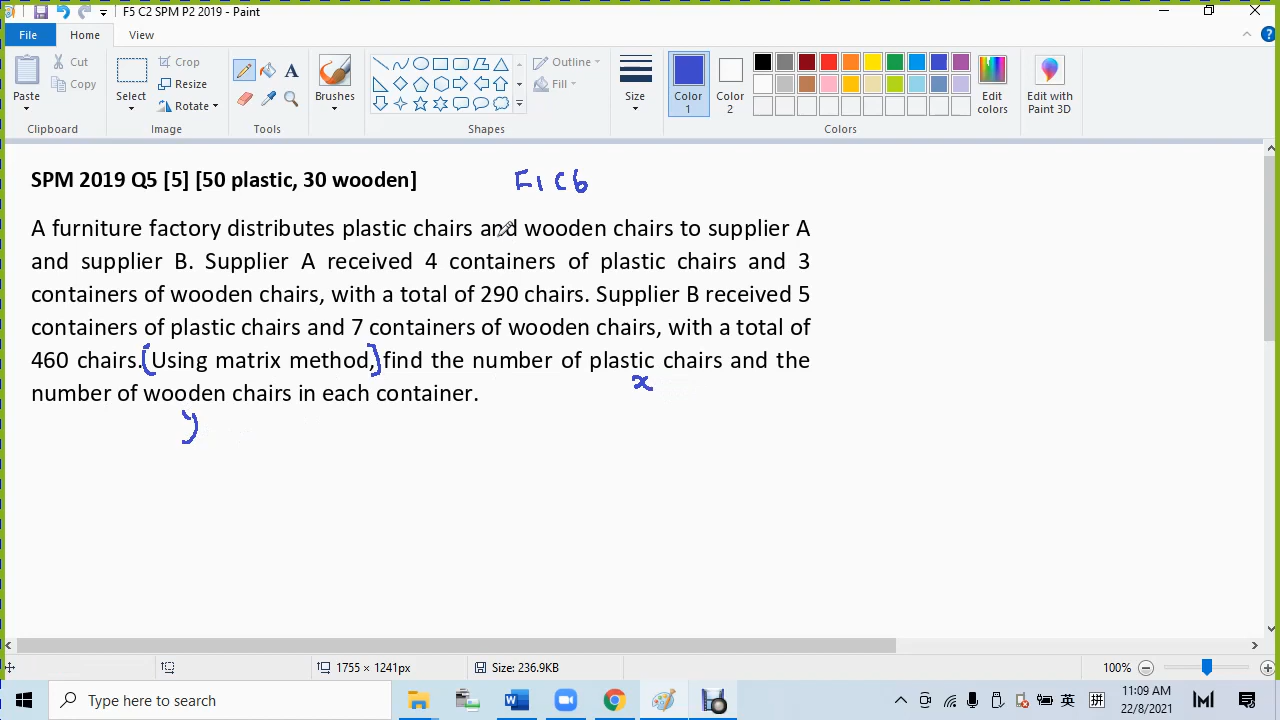 F5 C2 SPM P2 2019 - Paint
File Home View
Paste
Cut
Copy
Clipboard
Select
Crop
Resize
Rotate
Image
A
Tools
Brushes
Shapes
Outline
Fill
Size
Color 1
Color 2
Edit colors
Colors
Edit with Paint 3D
SPM 2019 Q5 [5] [50 plastic, 30 wooden]
F1 C6
A furniture factory distributes plastic chairs and wooden chairs to supplier A
and supplier B. Supplier A received 4 containers of plastic chairs and 3
containers of wooden chairs, with a total of 290 chairs. Supplier B received 5
containers of plastic chairs and 7 containers of wooden chairs, with a total of
460 chairs. (Using matrix method,) find the number of plastic chairs and the
x
number of wooden chairs in each container.
y
1755 × 1241px
Size: 236.9KB
100%
Type here to search
英
拼
11:09 AM
22/8/2021